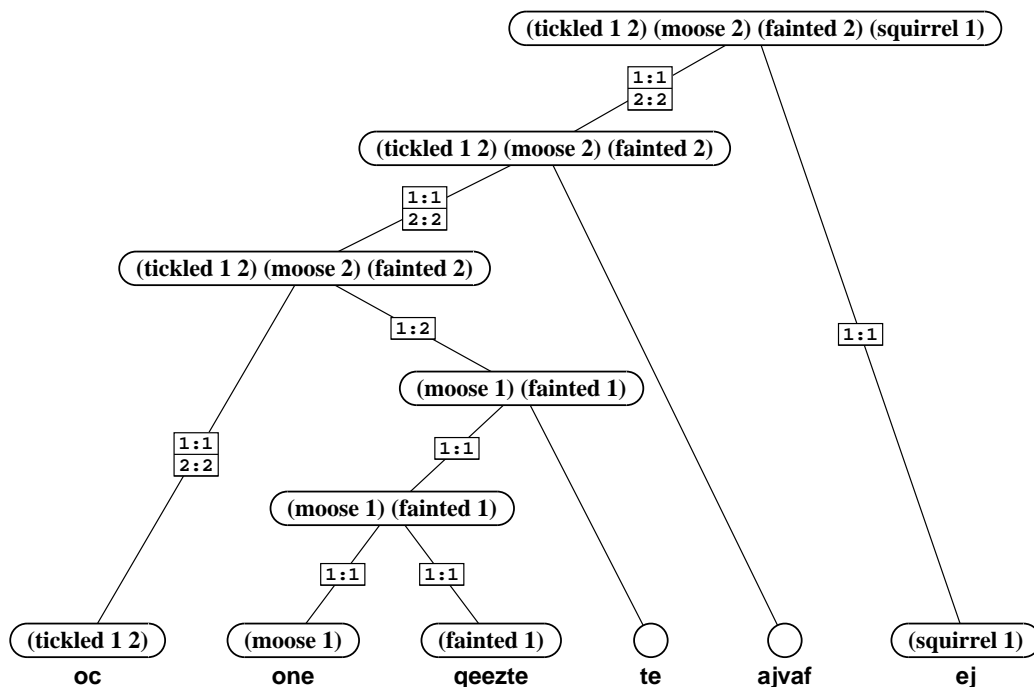 (tickled 1 2) (moose 2) (fainted 2) (squirrel 1)
1:1
2:2
(tickled 1 2) (moose 2) (fainted 2)
1:1
2:2
(tickled 1 2) (moose 2) (fainted 2)
1:2
1:1
(moose 1) (fainted 1)
1:1
2:2
1:1
(moose 1) (fainted 1)
1:1
1:1
(tickled 1 2)
(moose 1)
(fainted 1)
(squirrel 1)
oc
one
qeezte
te
ajvaf
ej